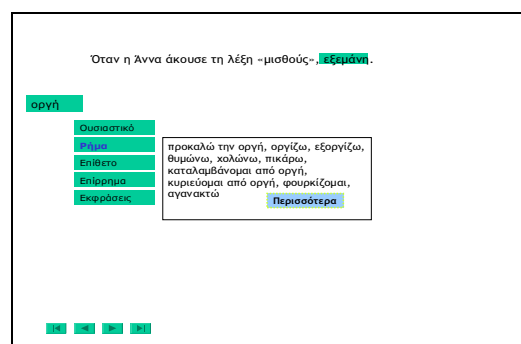 Όταν η Άννα άκουσε τη λέξη «μισθούς», εξεμάνη.
οργή
Ουσιαστικό
Ρήμα
Επίθετο
Επίρρημα
Εκφράσεις
προκαλώ την οργή, οργίζω, εξοργίζω,
θυμώνω, χολώνω, πικάρω,
καταλαμβάνομαι από οργή,
κυριεύομαι από οργή, φουρκίζομαι,
αγανακτώ
Περισσότερα